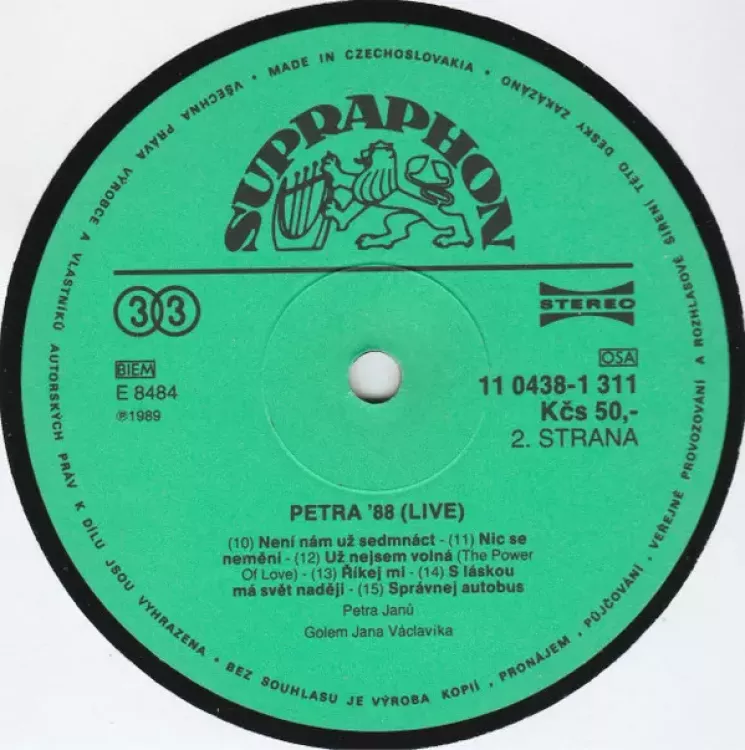 • MADE IN CZECHOSLOVAKIA •
VŠECHNA PRÁVA VÝROBCE A VLASTNÍKŮ AUTORSKÝCH PRÁV K DÍLU JSOU VYHRAZENA • BEZ SOUHLASU JE VÝROBA KOPIÍ, PRONÁJEM, PŮJČOVÁNÍ, VEŘEJNÉ PROVOZOVÁNÍ A ROZHLASOVÉ ŠÍŘENÍ TÉTO DESKY ZAKÁZÁNO
SUPRAPHON
33
STEREO
BIEM
E 8484
℗1989
OSA
11 0438-1 311
Kčs 50,-
2. STRANA
PETRA '88 (LIVE)
(10) Není nám už sedmnáct - (11) Nic se
nemění - (12) Už nejsem volná (The Power
Of Love) - (13) Říkej mi - (14) S láskou
má svět naději - (15) Správnej autobus
Petra Janů
Golem Jana Václavíka